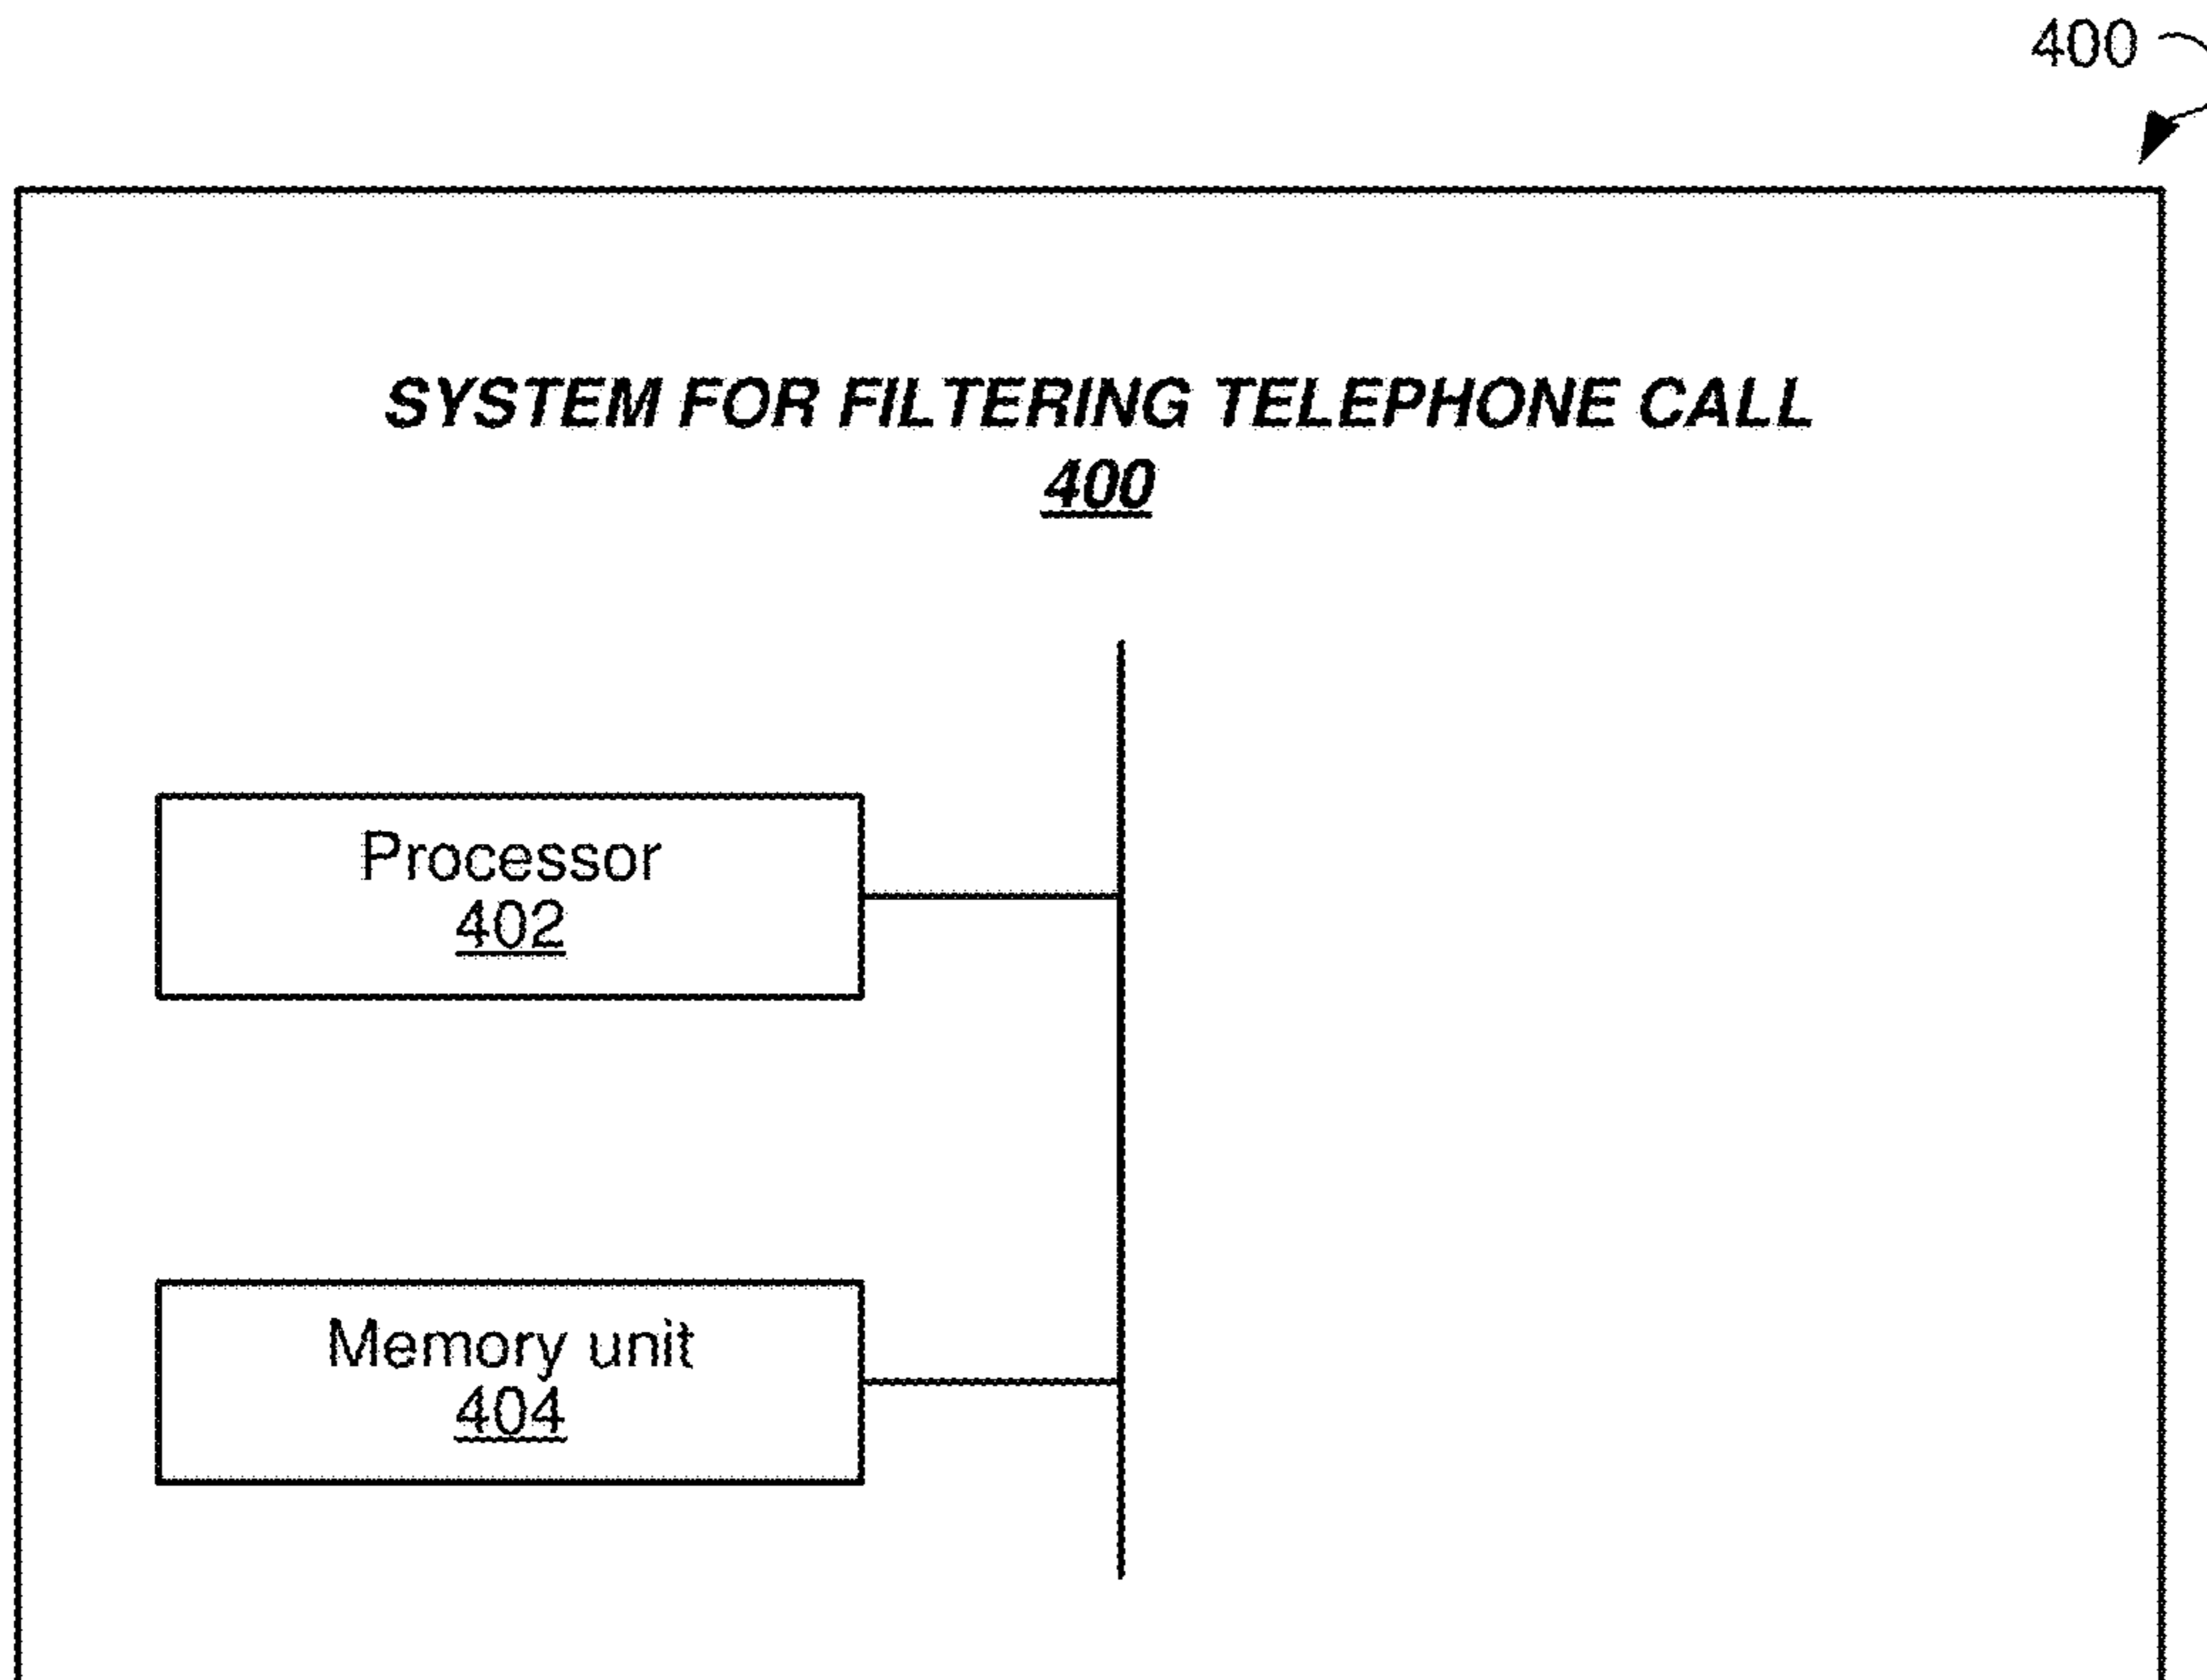 400
SYSTEM FOR FILTERING TELEPHONE CALL
400
Processor
402
Memory unit
404